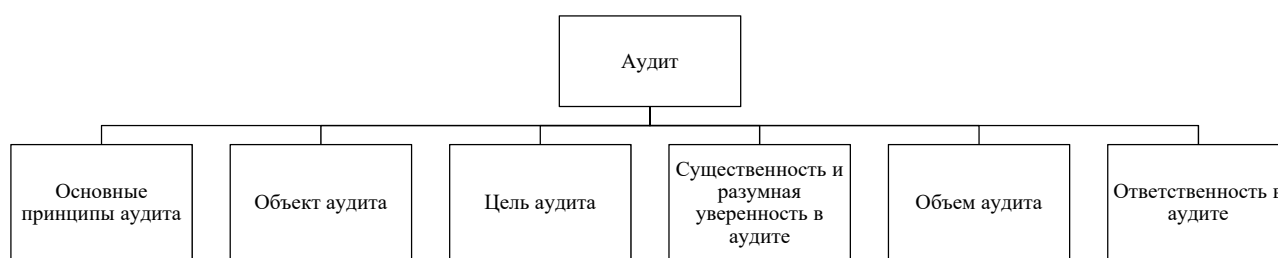 Аудит
Основные
принципы аудита
Объект аудита
Цель аудита
Существенность и
разумная
уверенность в
аудите
Объем аудита
Ответственность в
аудите